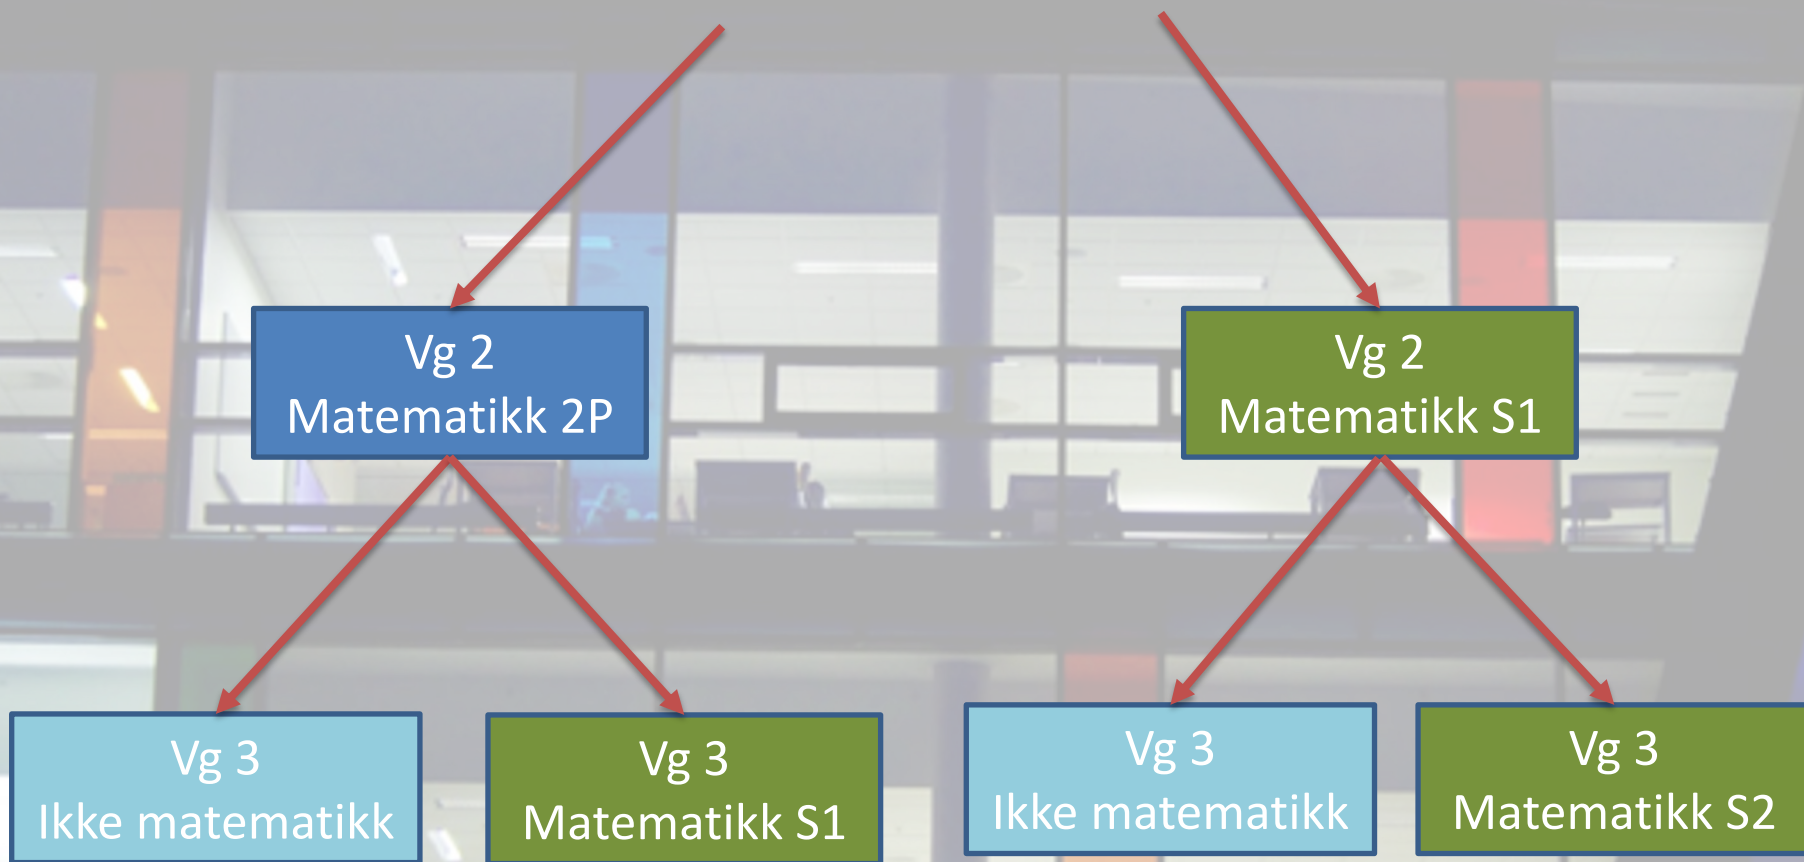 Vg 2
Matematikk 2P
Vg 2
Matematikk S1
Vg 3
Ikke matematikk
Vg 3
Matematikk S1
Vg 3
Ikke matematikk
Vg 3
Matematikk S2